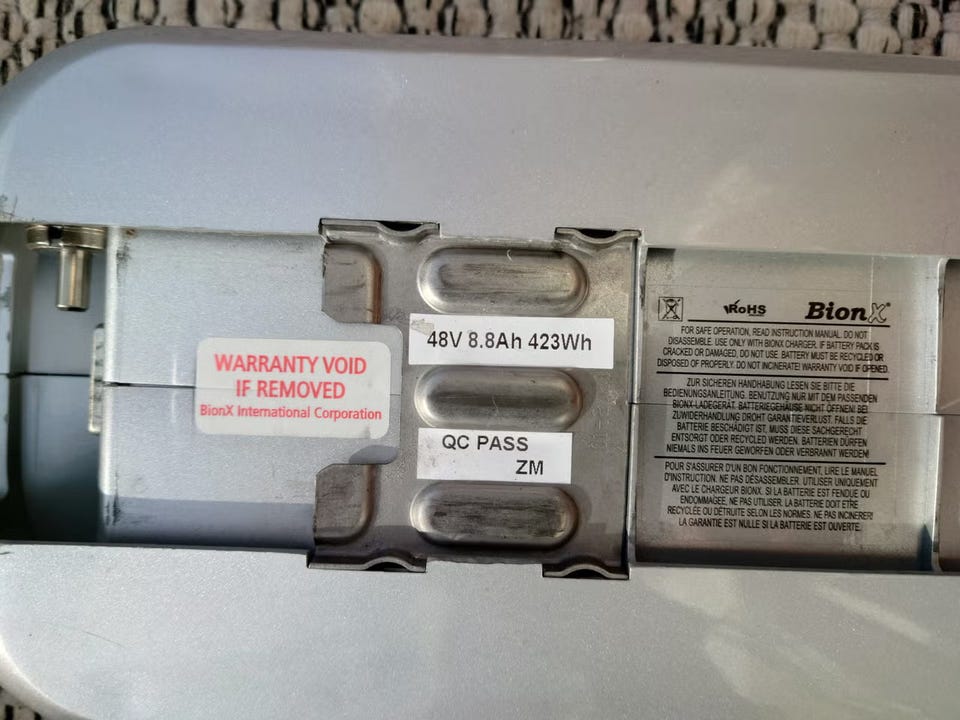 WARRANTY VOID
IF REMOVED
BionX International Corporation
48V 8.8Ah 423Wh
QC PASS
ZM
RoHS
BionX
FOR SAFE OPERATION, READ INSTRUCTION MANUAL. DO NOT
DISASSEMBLE. USE ONLY WITH BIONX CHARGER. IF BATTERY PACK IS
CRACKED OR DAMAGED, DO NOT USE. BATTERY MUST BE RECYCLED OR
DISPOSED OF PROPERLY. DO NOT INCINERATE! WARRANTY VOID IF OPENED.
ZUR SICHEREN HANDHABUNG LESEN SIE BITTE DIE
BEDIENUNGSANLEITUNG. BENUTZUNG NUR MIT DEM PASSENDEN
BIONX-LADEGERÄT. BATTERIEGEHÄUSE NICHT ÖFFNEN! BEI
ZUWIDERHANDLUNG DROHT GARANTIEVERLUST. FALLS DIE
BATTERIE BESCHÄDIGT IST, MUSS DIESE SACHGERECHT
ENTSORGT ODER RECYCLED WERDEN. BATTERIEN DÜRFEN
NIEMALS INS FEUER GEWORFEN ODER VERBRANNT WERDEN!
POUR S'ASSURER D'UN BON FONCTIONNEMENT, LIRE LE MANUEL
D'INSTRUCTION. NE PAS DÉSASSEMBLER. UTILISER UNIQUEMENT
AVEC LE CHARGEUR BIONX. SI LA BATTERIE EST FENDUE OU
ENDOMMAGÉE, NE PAS UTILISER. LA BATTERIE DOIT ÊTRE
RECYCLÉE OU DÉTRUITE SELON LES NORMES. NE PAS INCINERER!
LA GARANTIE EST NULLE SI LA BATTERIE EST OUVERTE.